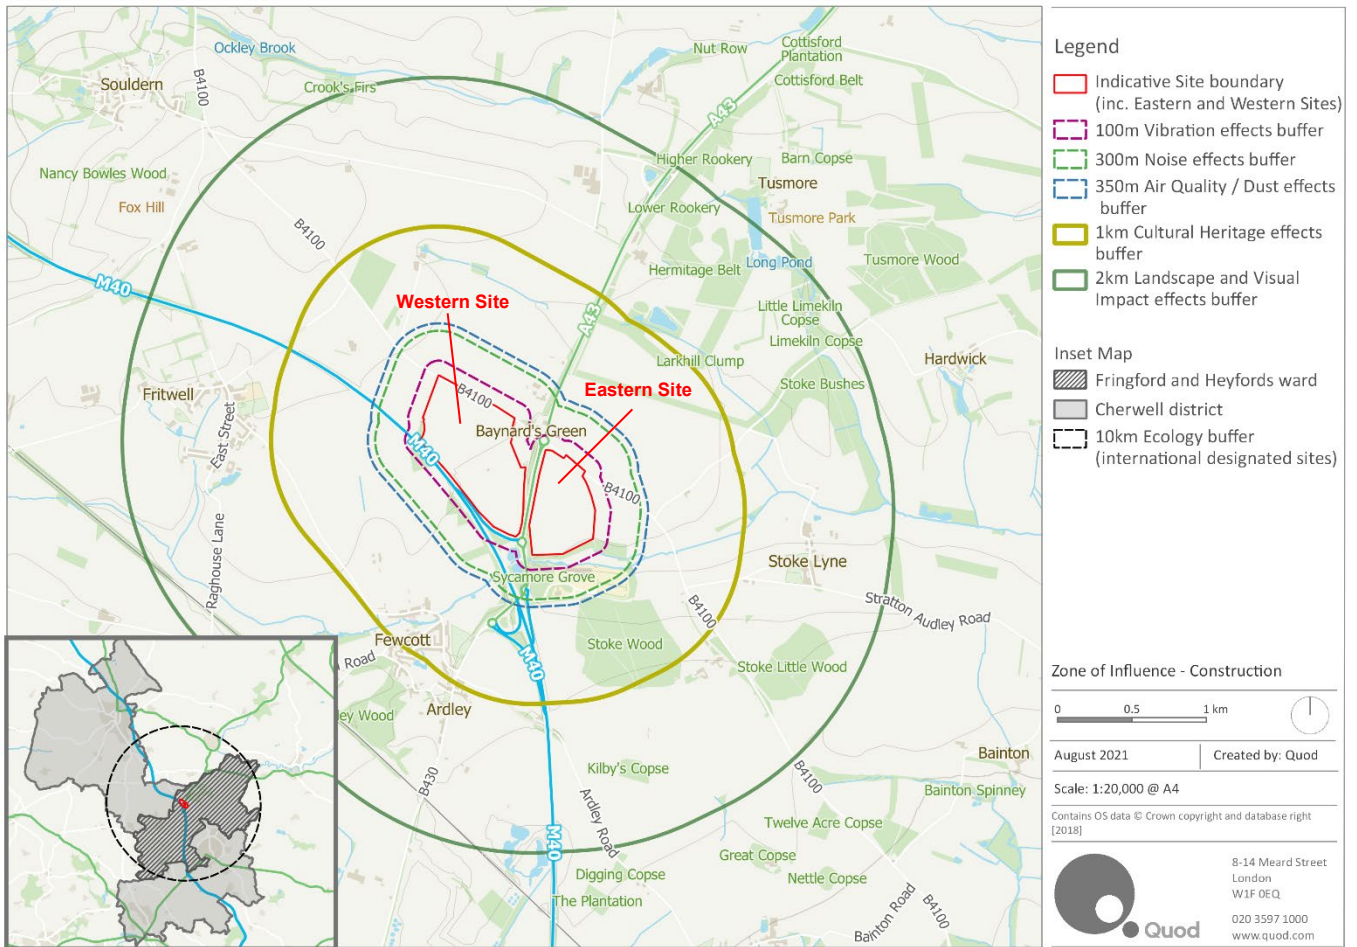 Ockley Brook
Nut Row
Cottisford
Plantation
Cottisford Belt
Souldern
B4100
Crook's Firs
A43
Nancy Bowles Wood
Fox Hill
Higher Rookery
Barn Copse
Tusmore
Lower Rookery
Tusmore Park
B4100
Hermitage Belt
Long Pond
Tusmore Wood
M40
Western Site
A43
Little Limekiln
Copse
Limekiln Copse
Larkhill Clump
Hardwick
Eastern Site
Stoke Bushes
Fritwell
East Street
B4100
Baynard's Green
M40
B4100
Raghouse Lane
Sycamore Grove
Stoke Lyne
Stratton Audley Road
B4100
Fewcott
Stoke Wood
Road
M40
Stoke Little Wood
ley Wood
Ardley
Bainton
Kilby's Copse
B430
Ardley Road
B4100
Bainton Spinney
Twelve Acre Copse
M40
Great Copse
Digging Copse
Nettle Copse
The Plantation
Bainton Road
B4100
Legend
Indicative Site boundary
(inc. Eastern and Western Sites)
100m Vibration effects buffer
300m Noise effects buffer
350m Air Quality / Dust effects
buffer
1km Cultural Heritage effects
buffer
2km Landscape and Visual
Impact effects buffer
Inset Map
Fringford and Heyfords ward
Cherwell district
10km Ecology buffer
(international designated sites)
Zone of Influence - Construction
0 0.5 1 km
August 2021
Created by: Quod
Scale: 1:20,000 @ A4
Contains OS data © Crown copyright and database right
[2018]
8-14 Meard Street
London
W1F 0EQ
020 3597 1000
www.quod.com
Quod